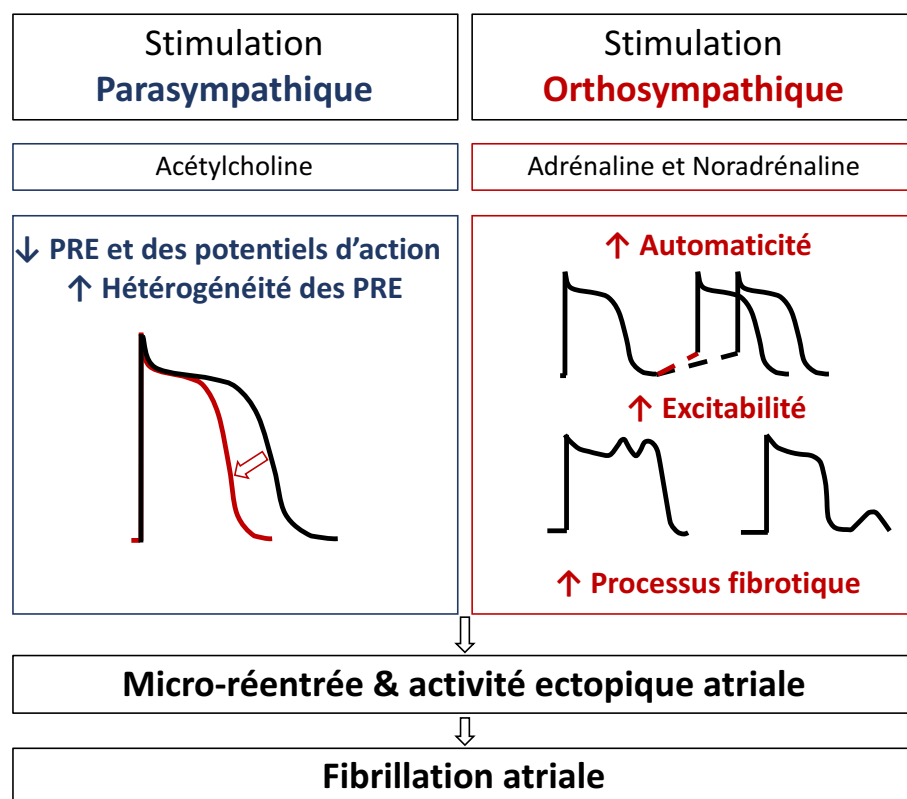 Stimulation
Parasympathique
Stimulation
Orthosympathique
Acétylcholine
Adrénaline et Noradrénaline
↓ PRE et des potentiels d’action
↑ Hétérogénéité des PRE
↑ Automaticité
↑ Excitabilité
↑ Processus fibrotique
Micro-réentrée & activité ectopique atriale
Fibrillation atriale